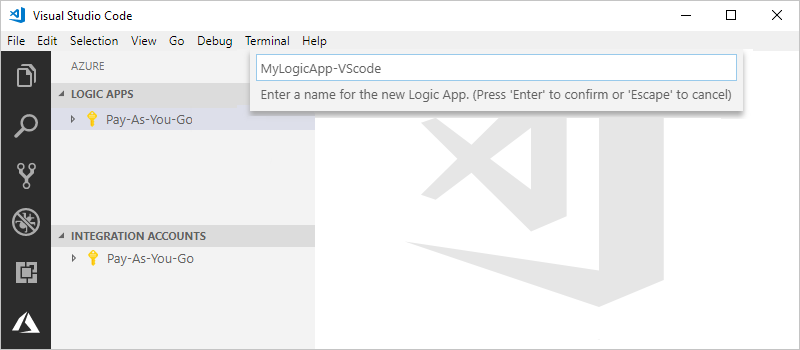 Visual Studio Code
File Edit Selection View Go Debug Terminal Help
AZURE
MyLogicApp-VScode
Enter a name for the new Logic App. (Press 'Enter' to confirm or 'Escape' to cancel)
LOGIC APPS
Pay-As-You-Go
INTEGRATION ACCOUNTS
Pay-As-You-Go